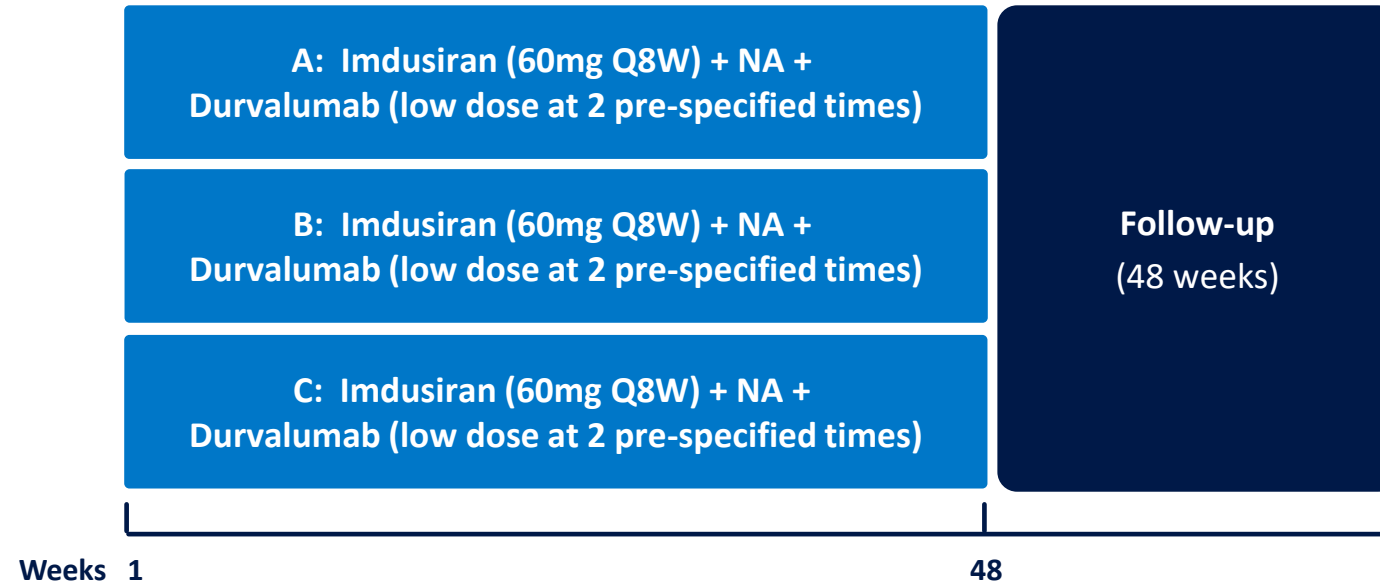 A: Imdusiran (60mg Q8W) + NA +
Durvalumab (low dose at 2 pre-specified times)
B: Imdusiran (60mg Q8W) + NA +
Durvalumab (low dose at 2 pre-specified times)
C: Imdusiran (60mg Q8W) + NA +
Durvalumab (low dose at 2 pre-specified times)
Follow-up
(48 weeks)
Weeks 1 48